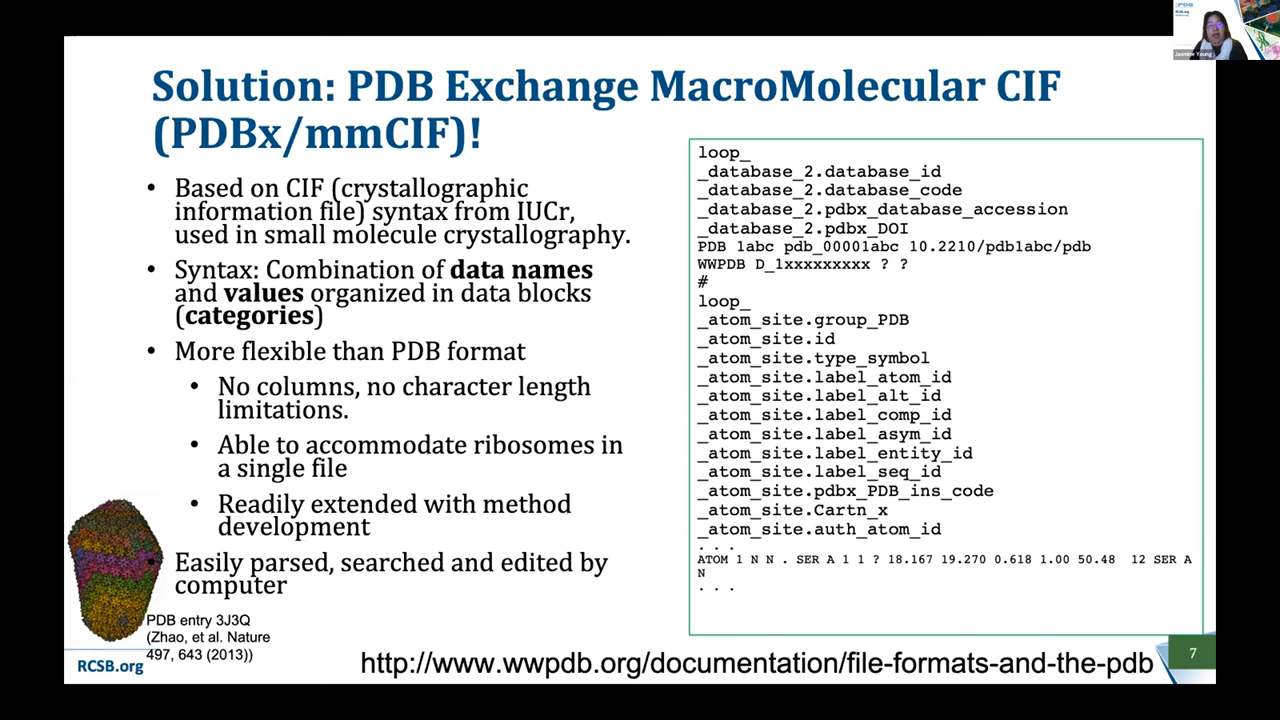 PDB
RCSB.org
Jasmine Young
Solution: PDB Exchange MacroMolecular CIF
(PDBx/mmCIF)!
• Based on CIF (crystallographic
information file) syntax from IUCr,
used in small molecule crystallography.
• Syntax: Combination of data names
and values organized in data blocks
(categories)
• More flexible than PDB format
• No columns, no character length
limitations.
• Able to accommodate ribosomes in
a single file
• Readily extended with method
development
Easily parsed, searched and edited by
computer
PDB entry 3J3Q
(Zhao, et al. Nature
497, 643 (2013))
RCSB.org
loop_
_database_2.database_id
_database_2.database_code
_database_2.pdbx_database_accession
_database_2.pdbx_DOI
PDB 1abc pdb_00001abc 10.2210/pdb1abc/pdb
WWPDB D_1xxxxxxxxx ? ?
#
loop_
_atom_site.group_PDB
_atom_site.id
_atom_site.type_symbol
_atom_site.label_atom_id
_atom_site.label_alt_id
_atom_site.label_comp_id
_atom_site.label_asym_id
_atom_site.label_entity_id
_atom_site.label_seq_id
_atom_site.pdbx_PDB_ins_code
_atom_site.Cartn_x
_atom_site.auth_atom_id
. . .
ATOM 1 N N . SER A 1 1 ? 18.167 19.270 0.618 1.00 50.48 12 SER A
N
. . .
http://www.wwpdb.org/documentation/file-formats-and-the-pdb
7